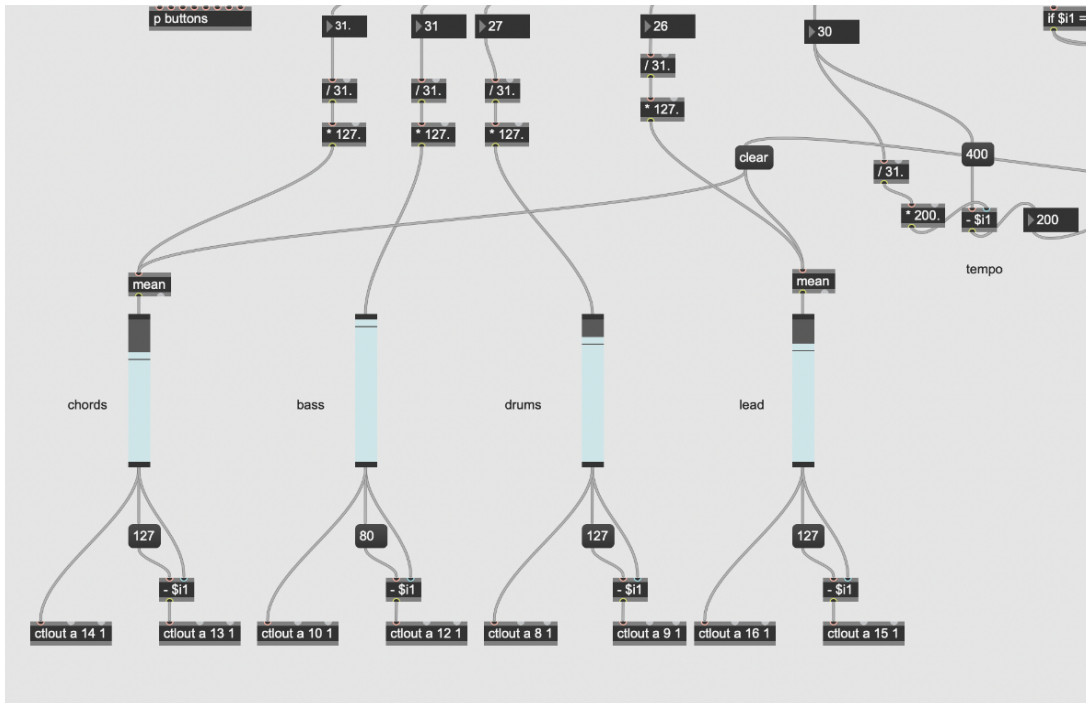 p buttons
31.
31
27
26
30
if $i1 =
/ 31.
/ 31.
/ 31.
/ 31.
* 127.
* 127.
* 127.
* 127.
clear
400
/ 31.
* 200.
- $i1
200
tempo
mean
mean
chords
bass
drums
lead
127
80
127
127
- $i1
- $i1
- $i1
- $i1
ctlout a 14 1
ctlout a 13 1
ctlout a 10 1
ctlout a 12 1
ctlout a 8 1
ctlout a 9 1
ctlout a 16 1
ctlout a 15 1